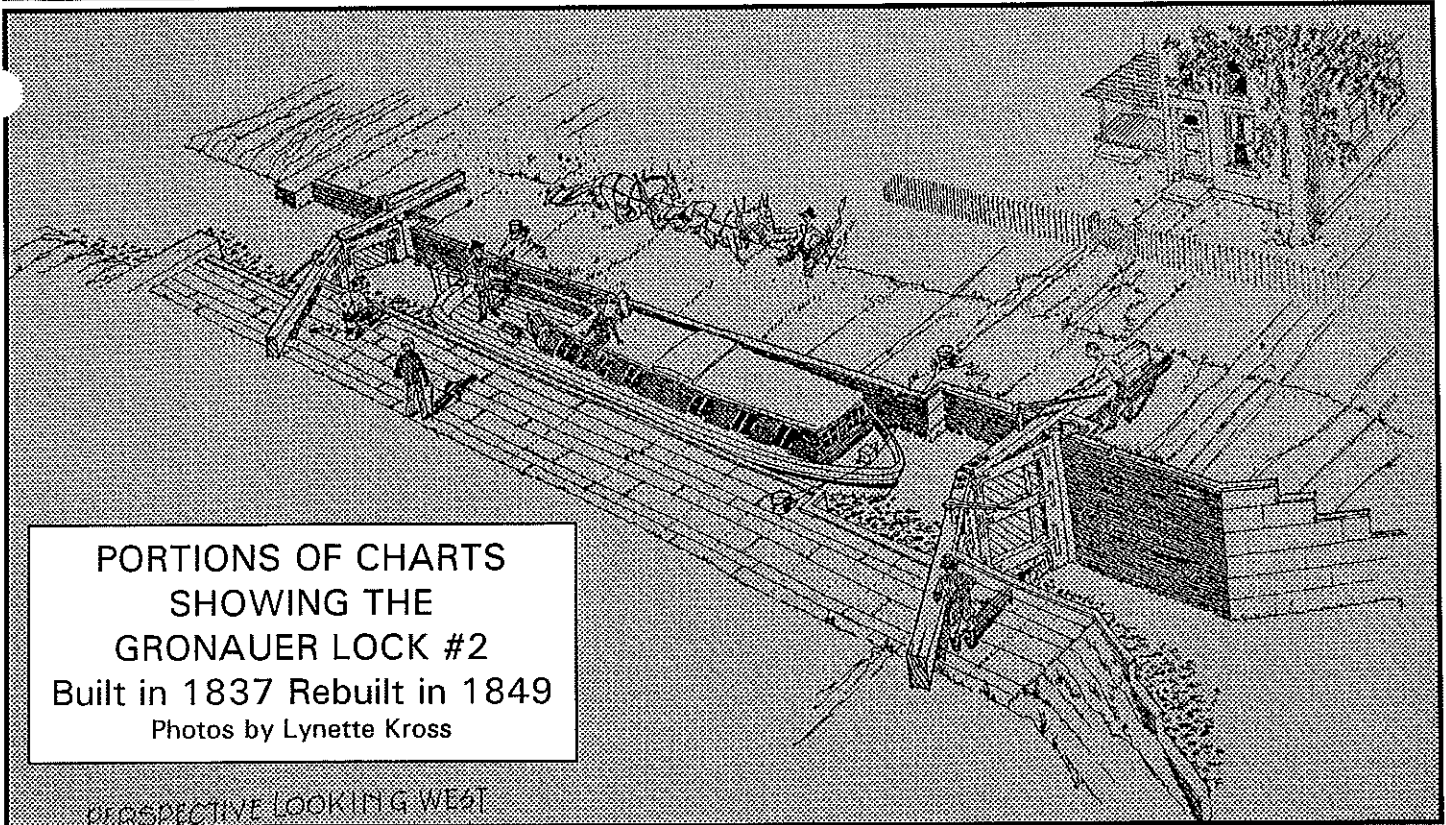 PORTIONS OF CHARTS
SHOWING THE
GRONAUER LOCK #2
Built in 1837 Rebuilt in 1849
Photos by Lynette Kross
PERSPECTIVE LOOKING WEST